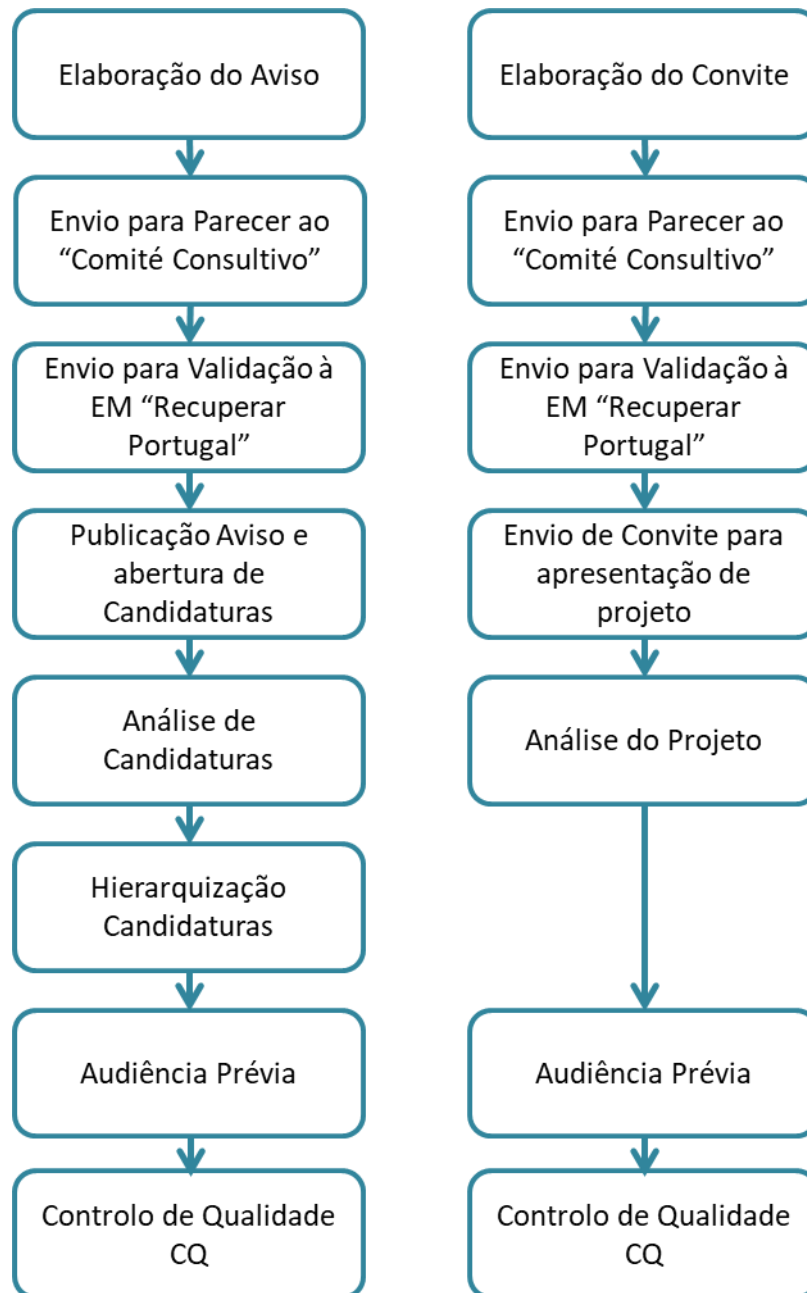 Elaboração do Aviso
Envio para Parecer ao
“Comité Consultivo”
Envio para Validação à
EM “Recuperar
Portugal”
Publicação Aviso e
abertura de
Candidaturas
Análise de
Candidaturas
Hierarquização
Candidaturas
Audiência Prévia
Controlo de Qualidade
CQ
Elaboração do Convite
Envio para Parecer ao
“Comité Consultivo”
Envio para Validação à
EM “Recuperar
Portugal”
Envio de Convite para
apresentação de
projeto
Análise do Projeto
Audiência Prévia
Controlo de Qualidade
CQ